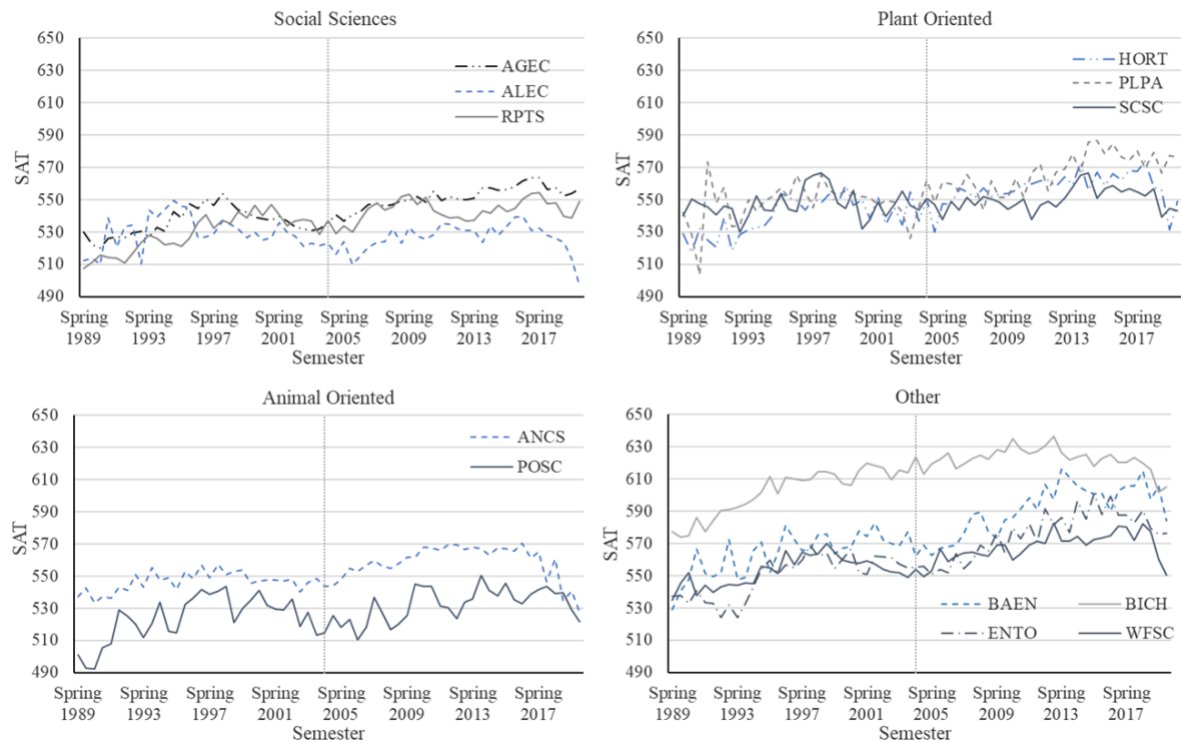 Social Sciences
650
630
610
590
570
550
530
510
490
SAT
AGEC
ALEC
RPTS
Spring Spring Spring Spring Spring Spring Spring Spring
1989 1993 1997 2001 2005 2009 2013 2017
Semester
Plant Oriented
650
630
610
590
570
550
530
510
490
SAT
HORT
PLPA
SCSC
Spring Spring Spring Spring Spring Spring Spring Spring
1989 1993 1997 2001 2005 2009 2013 2017
Semester
Animal Oriented
650
630
610
590
570
550
530
510
490
SAT
ANCS
POSC
Spring Spring Spring Spring Spring Spring Spring Spring
1989 1993 1997 2001 2005 2009 2013 2017
Semester
Other
650
630
610
590
570
550
530
510
490
SAT
BAEN BICH
ENTO WFSC
Spring Spring Spring Spring Spring Spring Spring Spring
1989 1993 1997 2001 2005 2009 2013 2017
Semester